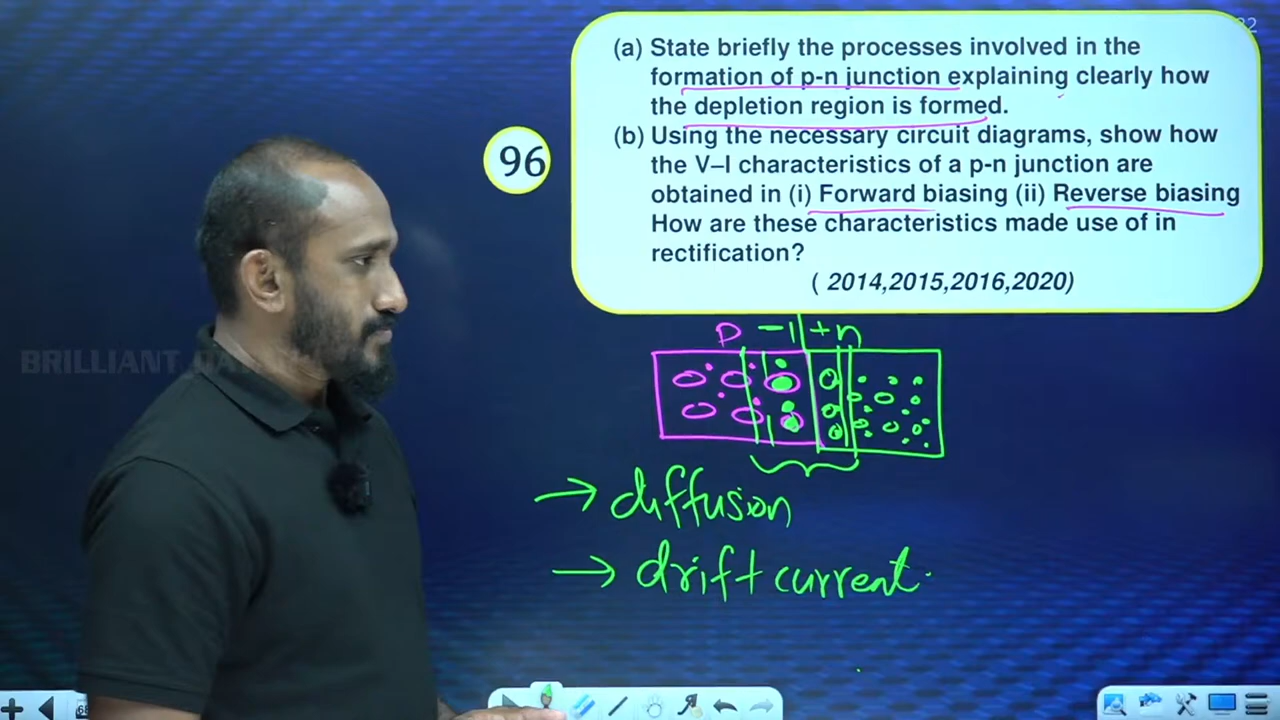 (a) State briefly the processes involved in the
formation of p-n junction explaining clearly how
the depletion region is formed.
(b) Using the necessary circuit diagrams, show how
the V–I characteristics of a p-n junction are
obtained in (i) Forward biasing (ii) Reverse biasing
How are these characteristics made use of in
rectification?
( 2014,2015,2016,2020)
96
P − + n
BRILLIANT
→ diffusion
→ drift current.